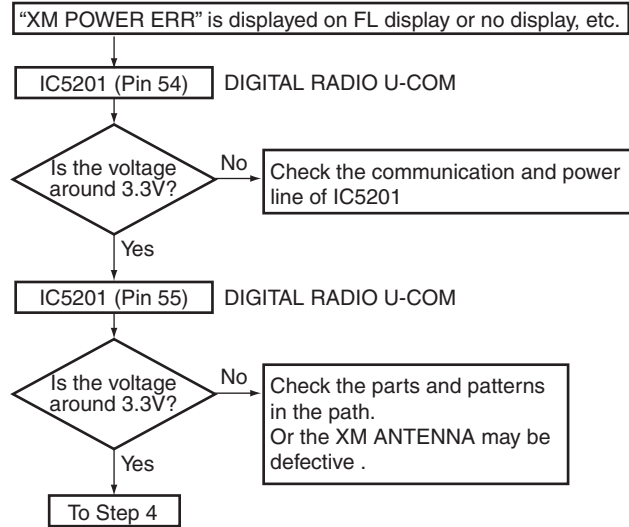 “XM POWER ERR” is displayed on FL display or no display, etc.
IC5201 (Pin 54)
DIGITAL RADIO U-COM
Is the voltage
around 3.3V?
No
Check the communication and power
line of IC5201
Yes
IC5201 (Pin 55)
DIGITAL RADIO U-COM
Is the voltage
around 3.3V?
No
Check the parts and patterns
in the path.
Or the XM ANTENNA may be
defective .
Yes
To Step 4